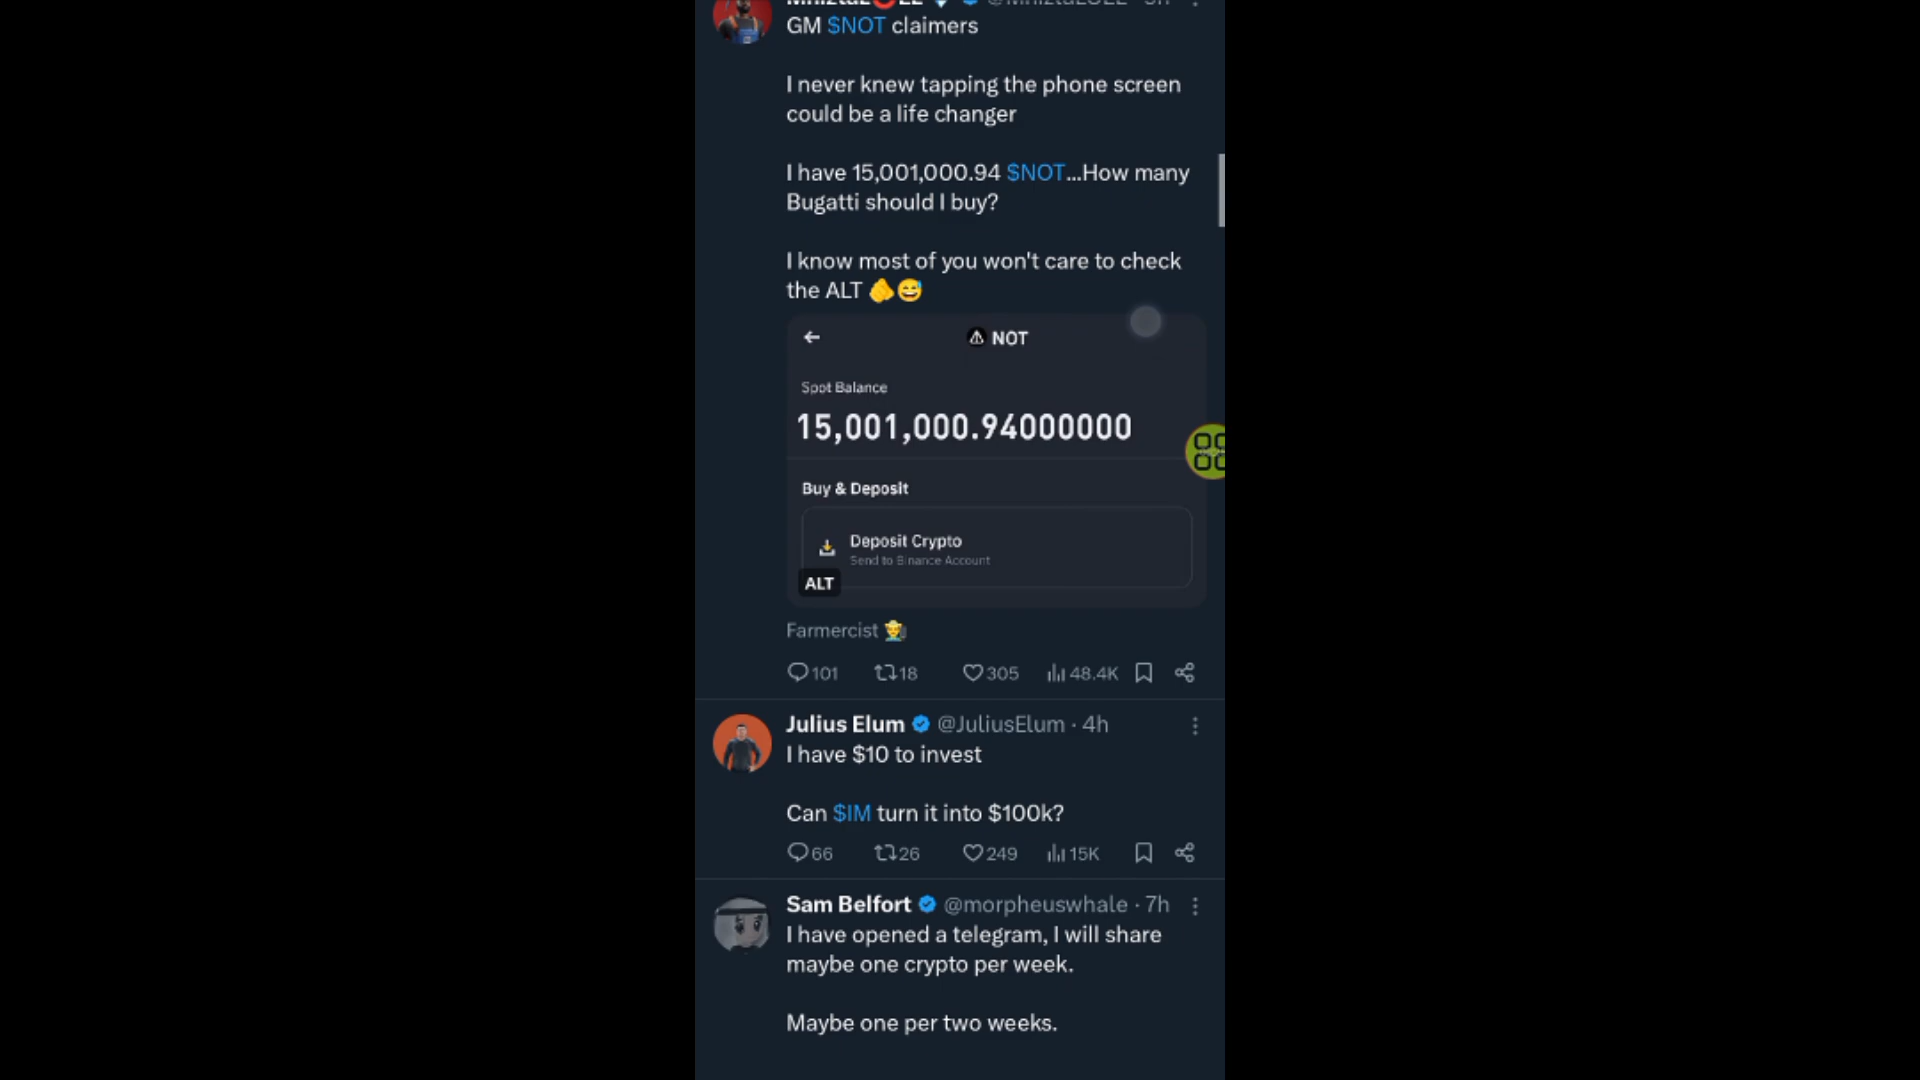 GM $NOT claimers
I never knew tapping the phone screen
could be a life changer
I have 15,001,000.94 $NOT...How many
Bugatti should I buy?
I know most of you won't care to check
the ALT 🫵😅
NOT
Spot Balance
15,001,000.94000000
Buy & Deposit
Deposit Crypto
Send to Binance Account
ALT
Farmercist 👨‍🌾
101 18 305 48.4K
Julius Elum @JuliusElum · 4h
I have $10 to invest
Can $IM turn it into $100k?
66 26 249 15K
Sam Belfort @morpheuswhale · 7h
I have opened a telegram, I will share
maybe one crypto per week.
Maybe one per two weeks.